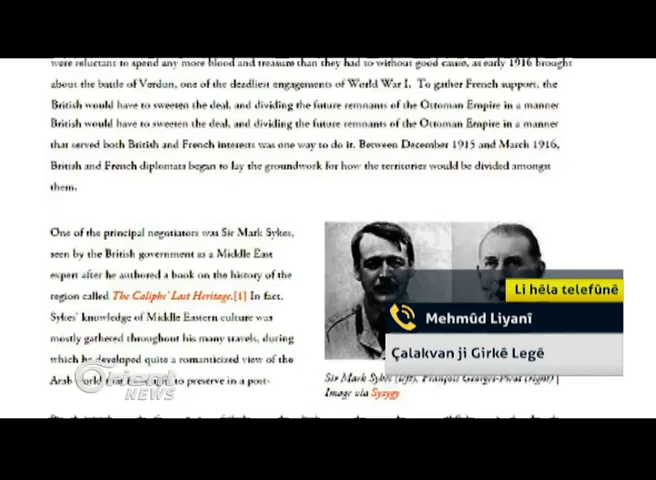 were reluctant to spend any more blood and treasure than they had to without good cause, as early 1916 brought
about the battle of Verdun, one of the deadliest engagements of World War I. To gather French support, the
British would have to sweeten the deal, and dividing the future remnants of the Ottoman Empire in a manner
British would have to sweeten the deal, and dividing the future remnants of the Ottoman Empire in a manner
that served both British and French interests was one way to do it. Between December 1915 and March 1916,
British and French diplomats began to lay the groundwork for how the territories would be divided amongst
them.
One of the principal negotiators was Sir Mark Sykes,
seen by the British government as a Middle East
expert after he authored a book on the history of the
region called The Caliphs' Last Heritage.[1] In fact,
Sykes' knowledge of Middle Eastern culture was
mostly gathered throughout his many travels, during
which he developed quite a romanticized view of the
Arab world that to preserve in a post-
Li hêla telefûnê
Mehmûd Liyanî
Çalakvan ji Girkê Legê
Sir Mark Sykes (left), François Georges-Picot (right) |
Image via Syzygy
Orient
NEWS